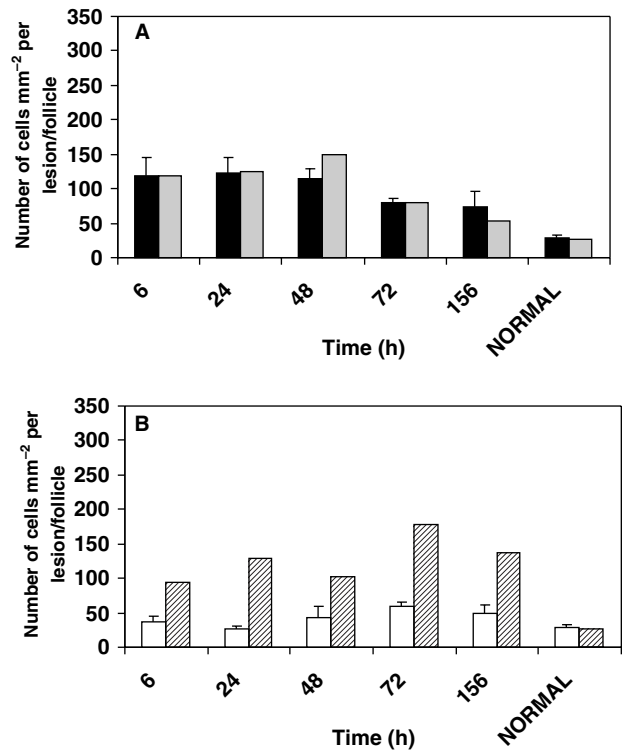 A
Number of cells mm⁻² per
lesion/follicle
350
300
250
200
150
100
50
0
6
24
48
72
156
NORMAL
Time (h)
B
Number of cells mm⁻² per
lesion/follicle
350
300
250
200
150
100
50
0
6
24
48
72
156
NORMAL
Time (h)